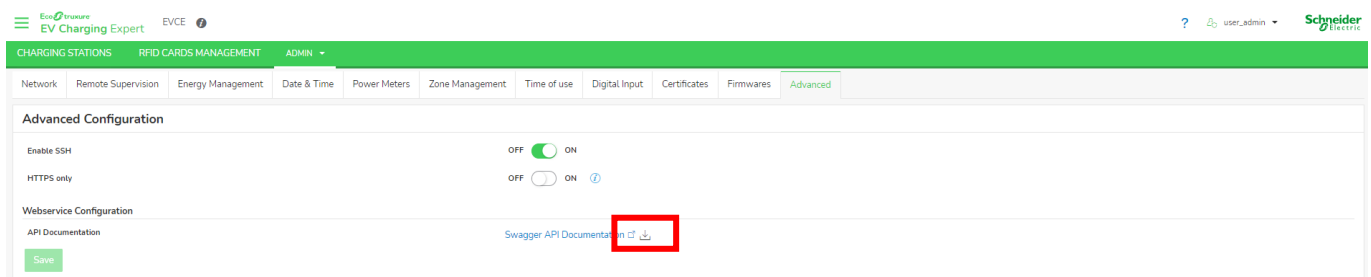 EcoStruxure
EV Charging Expert
EVCE
?
user_admin
Schneider
Electric
CHARGING STATIONS RFID CARDS MANAGEMENT ADMIN
Network Remote Supervision Energy Management Date & Time Power Meters Zone Management Time of use Digital Input Certificates Firmwares Advanced
Advanced Configuration
Enable SSH OFF ON
HTTPS only OFF ON
Webservice Configuration
API Documentation Swagger API Documentation
Save